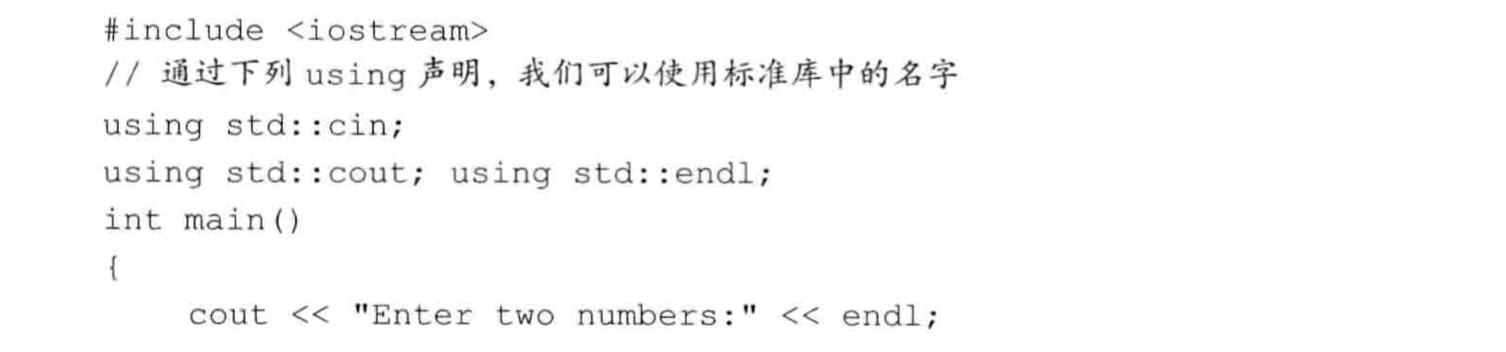 #include <iostream>
// 通过下列 using 声明，我们可以使用标准库中的名字
using std::cin;
using std::cout; using std::endl;
int main()
{
cout << "Enter two numbers:" << endl;